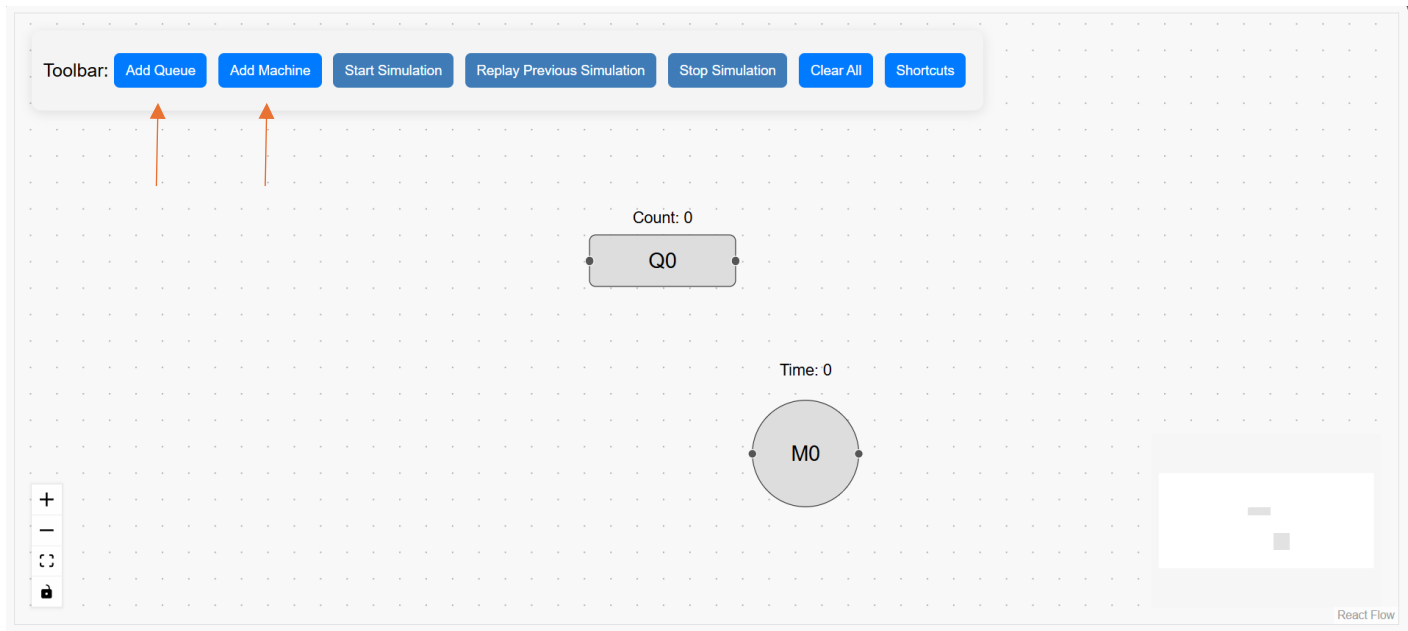 Toolbar: Add Queue Add Machine Start Simulation Replay Previous Simulation Stop Simulation Clear All Shortcuts
Count: 0
Q0
Time: 0
M0
React Flow